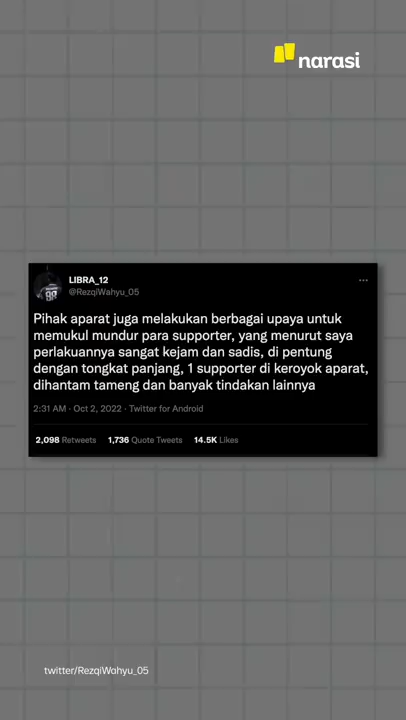 narasi
LIBRA_12
@RezqiWahyu_05
Pihak aparat juga melakukan berbagai upaya untuk
memukul mundur para supporter, yang menurut saya
perlakuannya sangat kejam dan sadis, di pentung
dengan tongkat panjang, 1 supporter di keroyok aparat,
dihantam tameng dan banyak tindakan lainnya
2:31 AM · Oct 2, 2022 · Twitter for Android
2,098 Retweets 1,736 Quote Tweets 14.5K Likes
twitter/RezqiWahyu_05